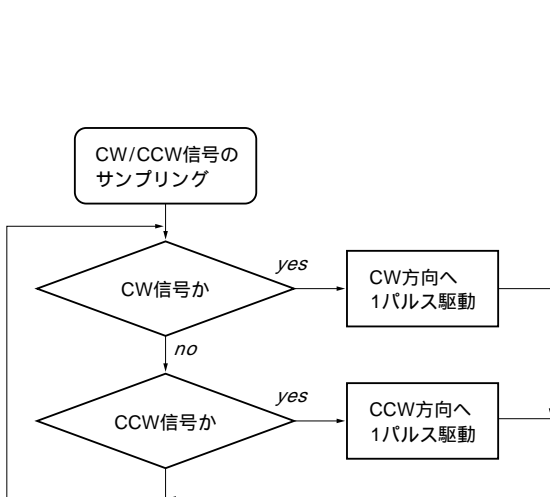 CW/CCW信号の
サンプリング
CW信号か
yes
CW方向へ
1パルス駆動
no
CCW信号か
yes
CCW方向へ
1パルス駆動